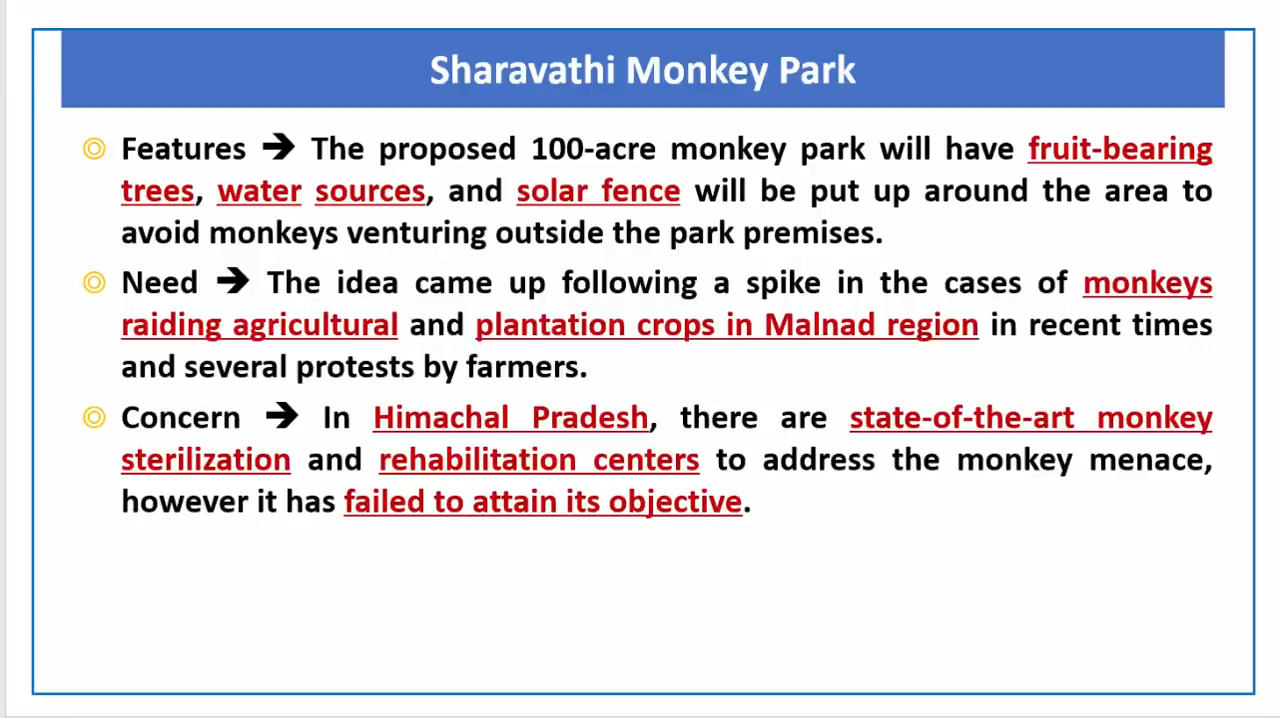 Sharavathi Monkey Park
Features ➔ The proposed 100-acre monkey park will have fruit-bearing
trees, water sources, and solar fence will be put up around the area to
avoid monkeys venturing outside the park premises.
Need ➔ The idea came up following a spike in the cases of monkeys
raiding agricultural and plantation crops in Malnad region in recent times
and several protests by farmers.
Concern ➔ In Himachal Pradesh, there are state-of-the-art monkey
sterilization and rehabilitation centers to address the monkey menace,
however it has failed to attain its objective.